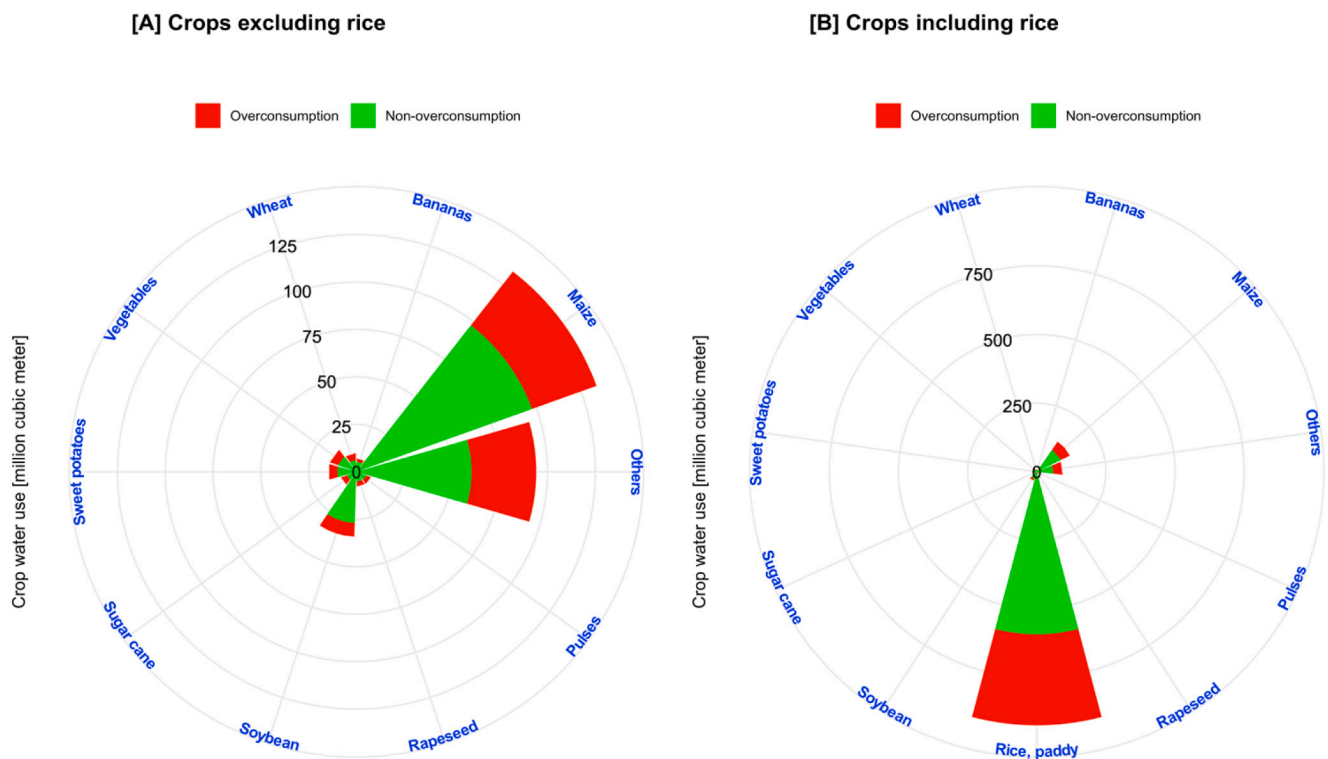 [A] Crops excluding rice
Overconsumption
Non-overconsumption
Crop water use [million cubic meter]
Wheat
Bananas
Vegetables
Maize
Sweet potatoes
Others
Sugar cane
Pulses
Soybean
Rapeseed
125
100
75
50
25
0
[B] Crops including rice
Overconsumption
Non-overconsumption
Crop water use [million cubic meter]
Wheat
Bananas
Vegetables
Maize
Sweet potatoes
Others
Sugar cane
Pulses
Soybean
Rapeseed
Rice, paddy
750
500
250
0